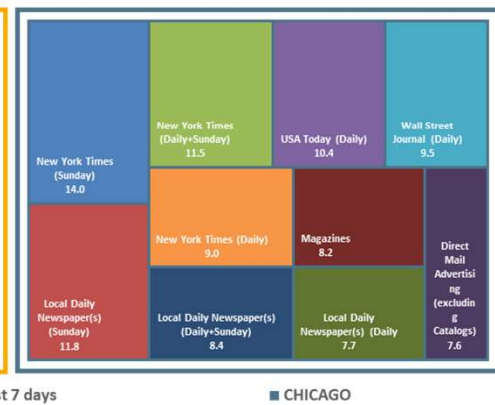 New York Times
(Sunday)
14.0
New York Times
(Daily+Sunday)
11.5
USA Today (Daily)
10.4
Wall Street
Journal (Daily)
9.5
Local Daily
Newspaper(s)
(Sunday)
11.8
New York Times (Daily)
9.0
Magazines
8.2
Local Daily Newspaper(s)
(Daily+Sunday)
8.4
Local Daily
Newspaper(s) (Daily
7.7
Direct
Mail
Advertisi
ng
(excludin
g
Catalogs)
7.6
st 7 days
CHICAGO